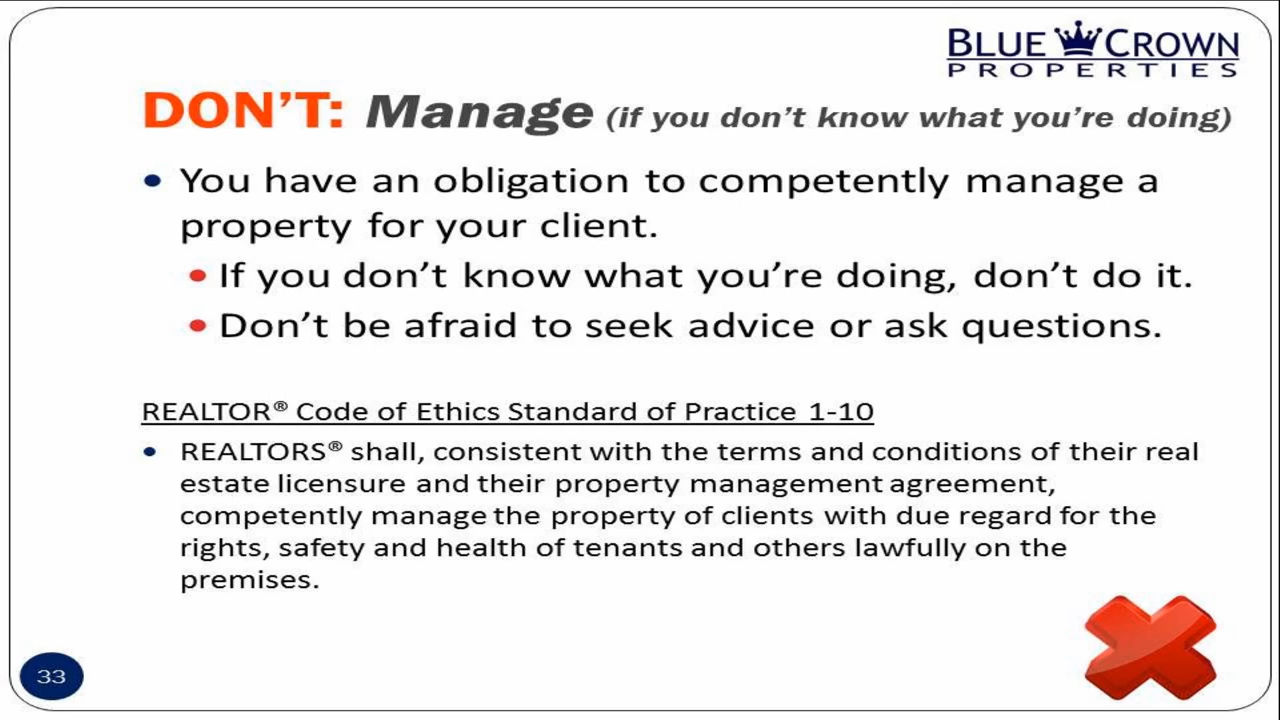 BLUE CROWN
PROPERTIES
DON'T: Manage (if you don't know what you're doing)
• You have an obligation to competently manage a
property for your client.
• If you don't know what you're doing, don't do it.
• Don't be afraid to seek advice or ask questions.
REALTOR® Code of Ethics Standard of Practice 1-10
• REALTORS® shall, consistent with the terms and conditions of their real
estate licensure and their property management agreement,
competently manage the property of clients with due regard for the
rights, safety and health of tenants and others lawfully on the
premises.
33